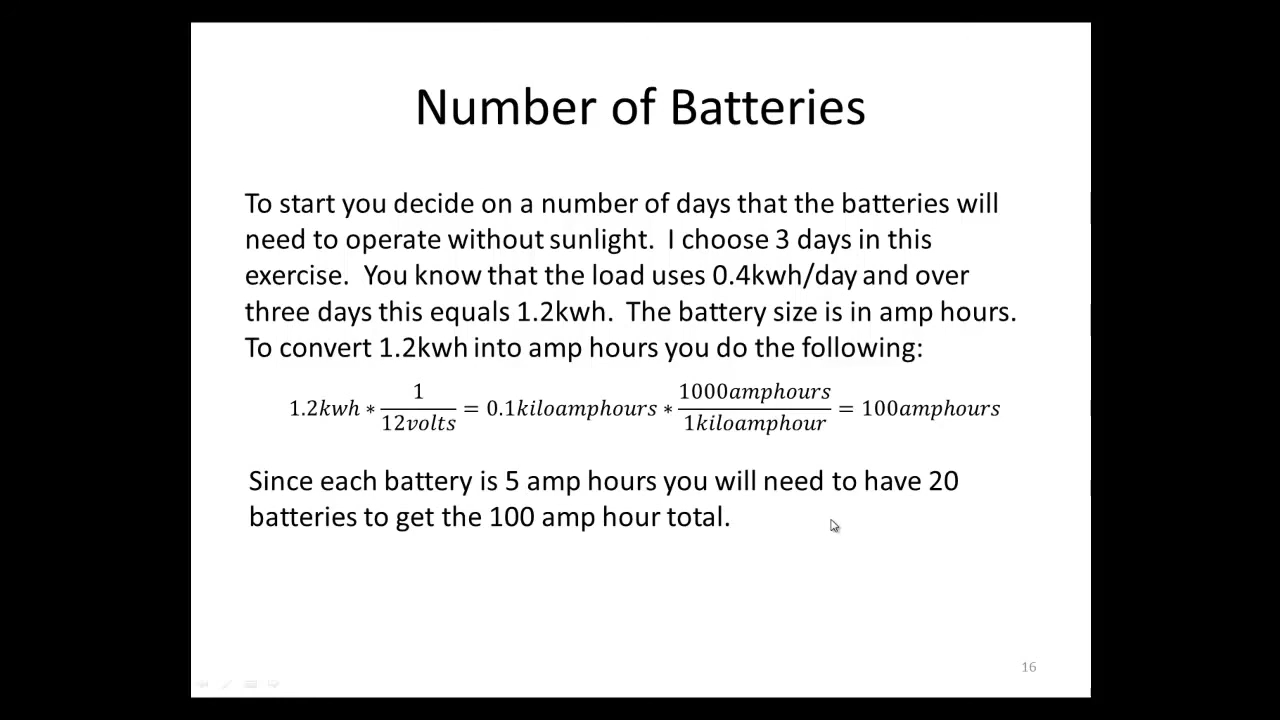 Number of Batteries
To start you decide on a number of days that the batteries will
need to operate without sunlight.  I choose 3 days in this
exercise.  You know that the load uses 0.4kwh/day and over
three days this equals 1.2kwh.  The battery size is in amp hours.
To convert 1.2kwh into amp hours you do the following:
1.2kwh * 1/12volts = 0.1kiloamphours * 1000amphours/1kiloamphour = 100amphours
Since each battery is 5 amp hours you will need to have 20
batteries to get the 100 amp hour total.
16